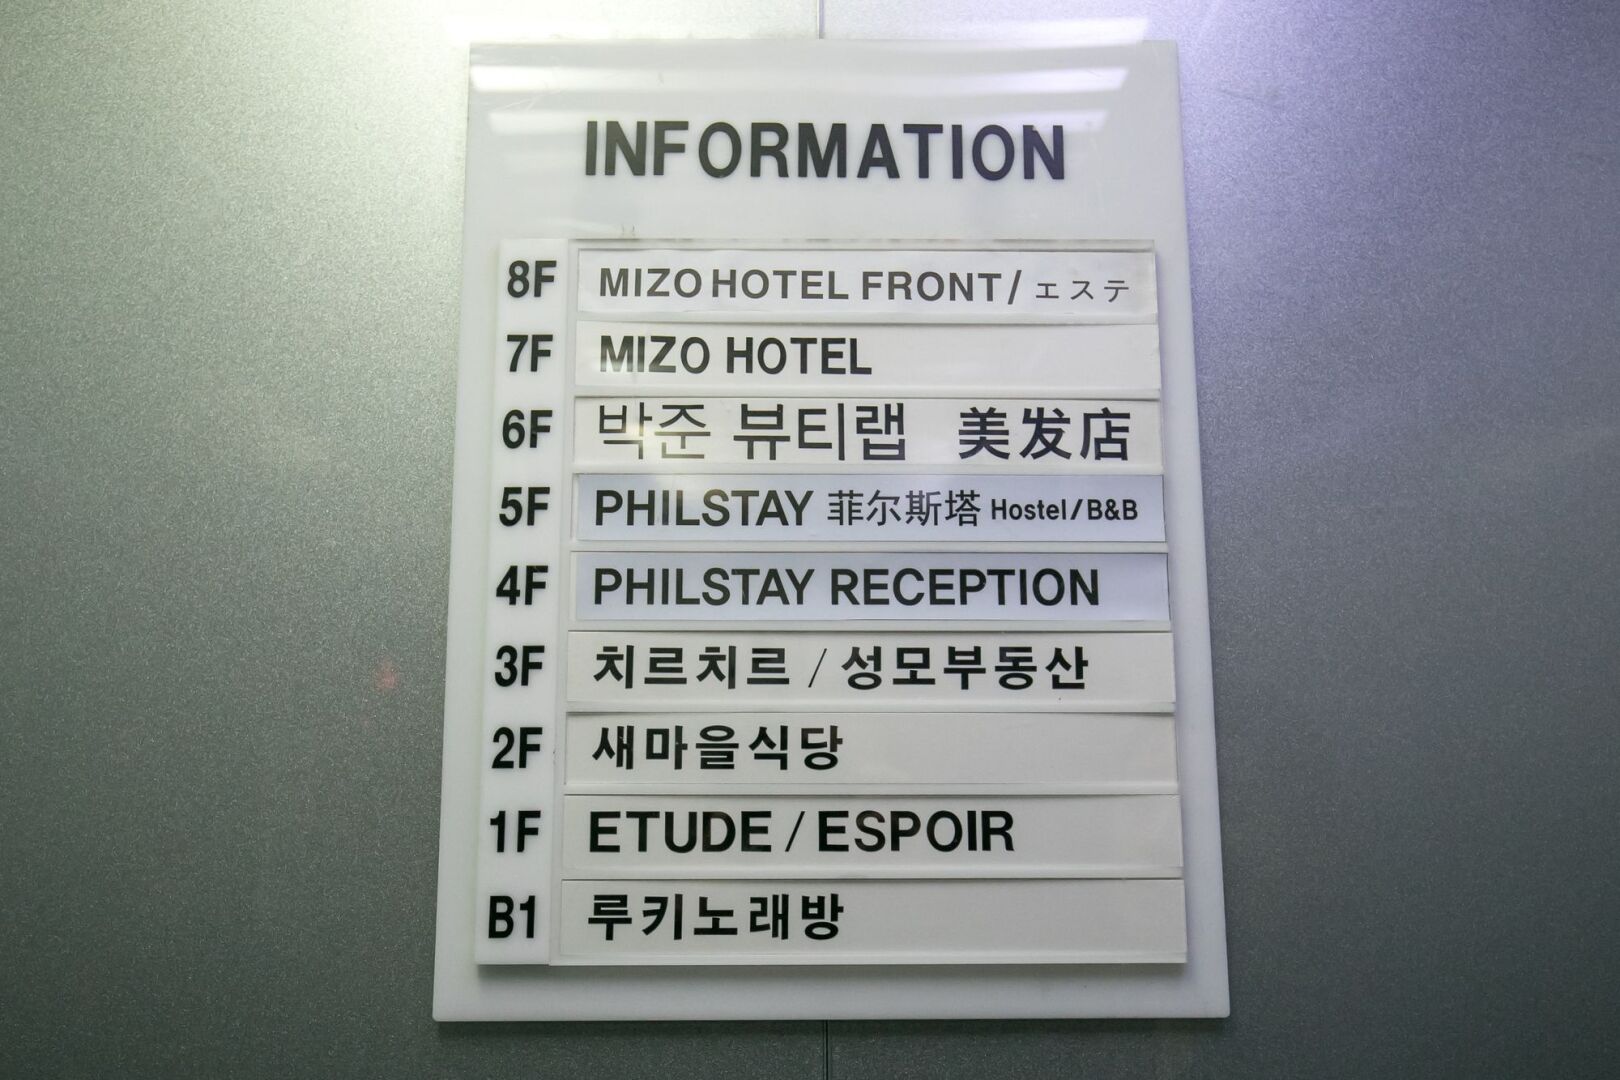 INFORMATION
8F MIZO HOTEL FRONT / エステ
7F MIZO HOTEL
6F 박준 뷰티랩 美发店
5F PHILSTAY 菲尔斯塔 Hostel/B&B
4F PHILSTAY RECEPTION
3F 치르치르 / 성모부동산
2F 새마을식당
1F ETUDE / ESPOIR
B1 루키노래방